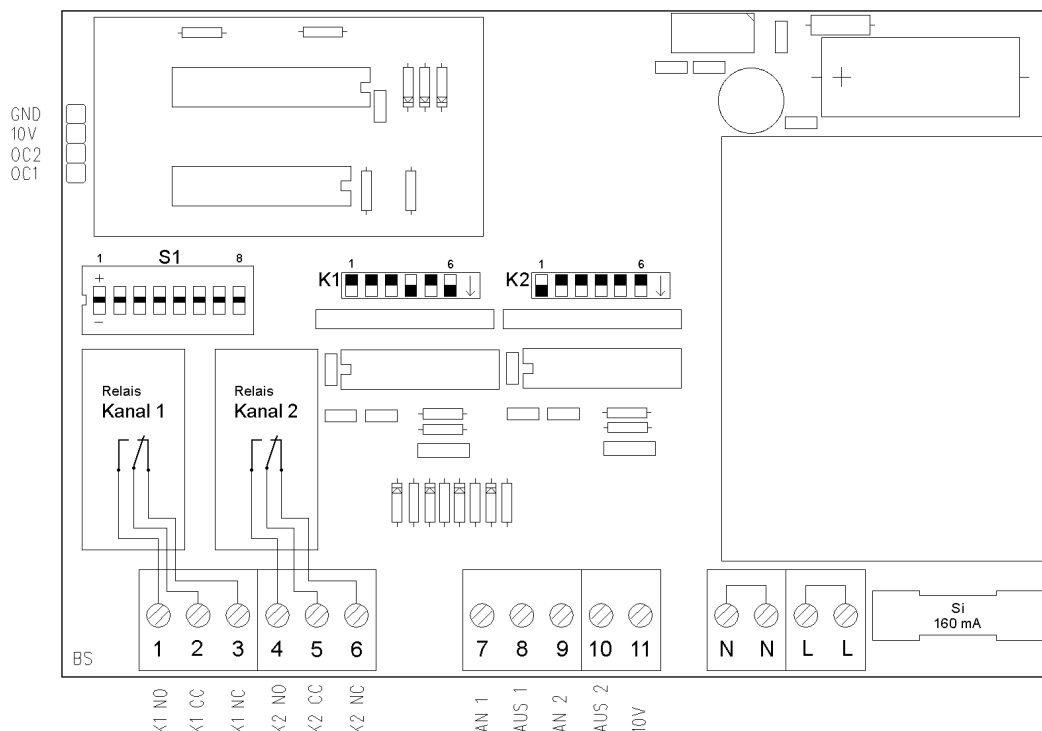 GND
10V
OC2
OC1
+
1 S1 8
+
−
K1 1 6
K2 1 6
Relais
Kanal 1
Relais
Kanal 2
Si
160 mA
1 2 3 4 5 6
7 8 9 10 11
N N L L
BS
K1 NO
K1 CC
K1 NC
K2 NO
K2 CC
K2 NC
AN 1
AUS 1
AN 2
AUS 2
10V